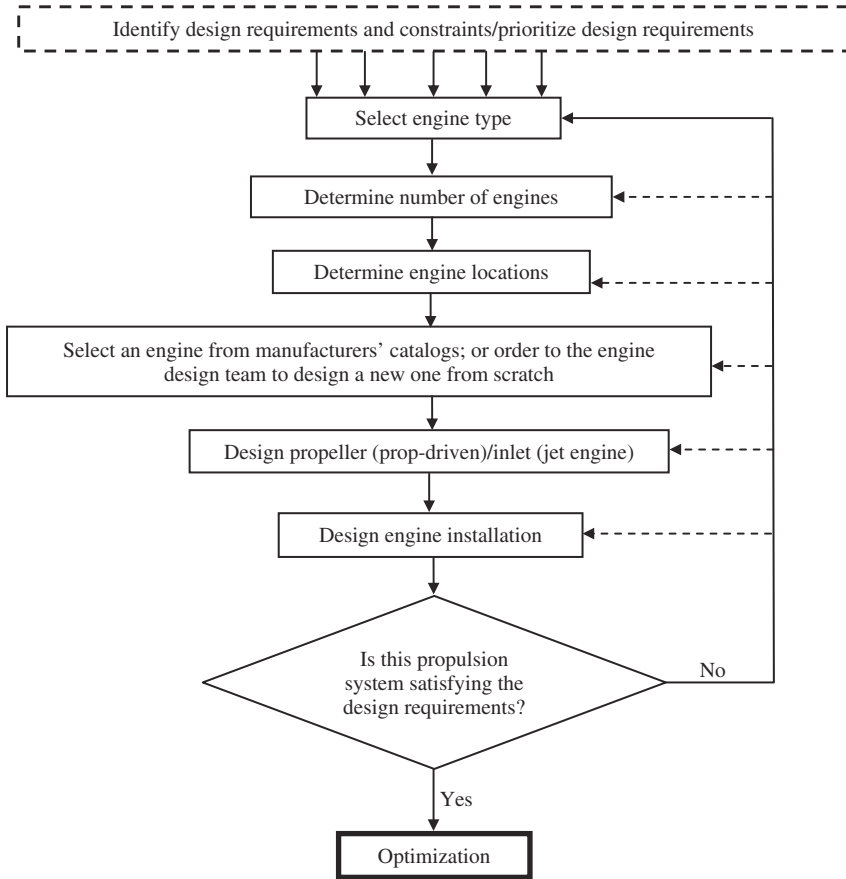 Identify design requirements and constraints/prioritize design requirements
Select engine type
Determine number of engines
Determine engine locations
Select an engine from manufacturers’ catalogs; or order to the engine
design team to design a new one from scratch
Design propeller (prop-driven)/inlet (jet engine)
Design engine installation
Is this propulsion
system satisfying the
design requirements?
No
Yes
Optimization